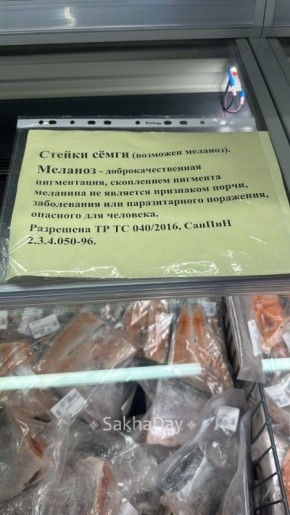 Стейки сёмги (возможен меланоз).
Меланоз - доброкачественная
пигментация, скоплением пигмента
меланина не является признаком порчи,
заболевания или паразитарного поражения,
опасного для человека.
Разрешена ТР ТС 040/2016, СанПиН
2.3.4.050-96.
SakhaDay